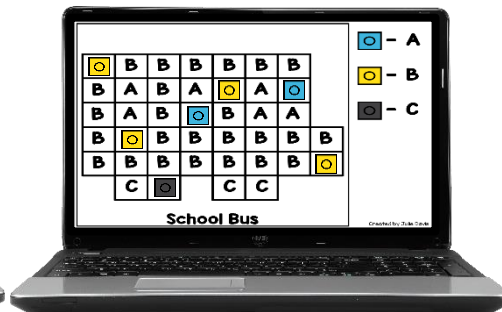 O B B B B B B
B A B A O A O
B A B O B A A
B O B B B B B B
B B B B B B B O
C O C C
School Bus
O - A
O - B
O - C
Created by Julie Davis